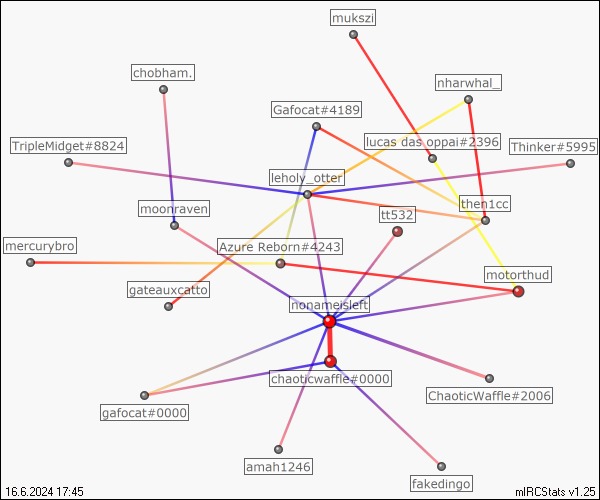 mukszi
chobham.
nharwhal_
Gafocat#4189
lucas das oppai#2396
TripleMidget#8824
Thinker#5995
leholy_otter
then1cc
moonraven
tt532
mercurybro
Azure Reborn#4243
motorthud
gateauxcatto
nonameisleft
chaoticwaffle#0000
ChaoticWaffle#2006
gafocat#0000
amah1246
fakedingo
16.6.2024 17:45
mIRCStats v1.25